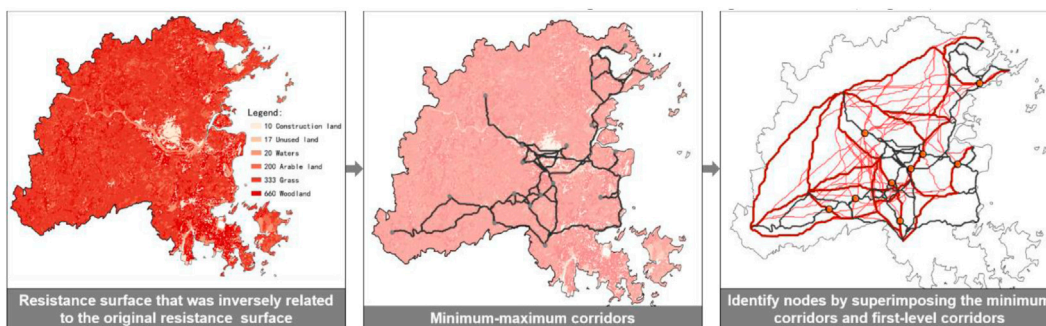 Legend:
10 Construction land
17 Unused land
20 Waters
200 Arable land
333 Grass
660 Woodland
Resistance surface that was inversely related
to the original resistance surface
Minimum-maximum corridors
Identify nodes by superimposing the minimum
corridors and first-level corridors